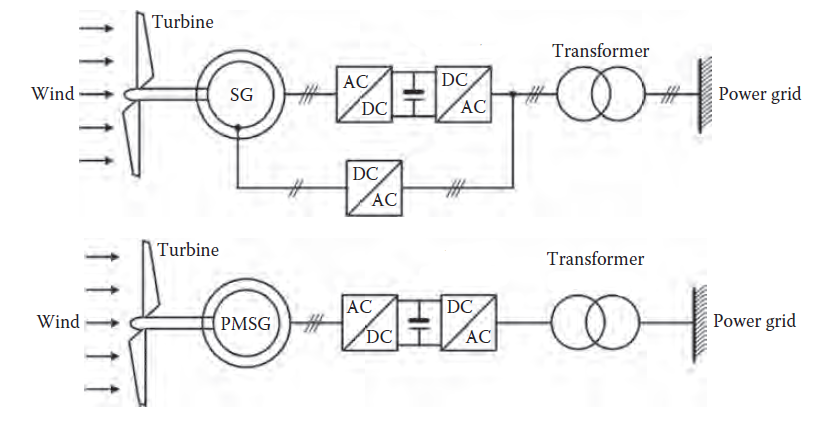 Turbine
Transformer
Wind
SG
AC
DC
DC
AC
Power grid
DC
AC
Turbine
Transformer
Wind
PMSG
AC
DC
DC
AC
Power grid